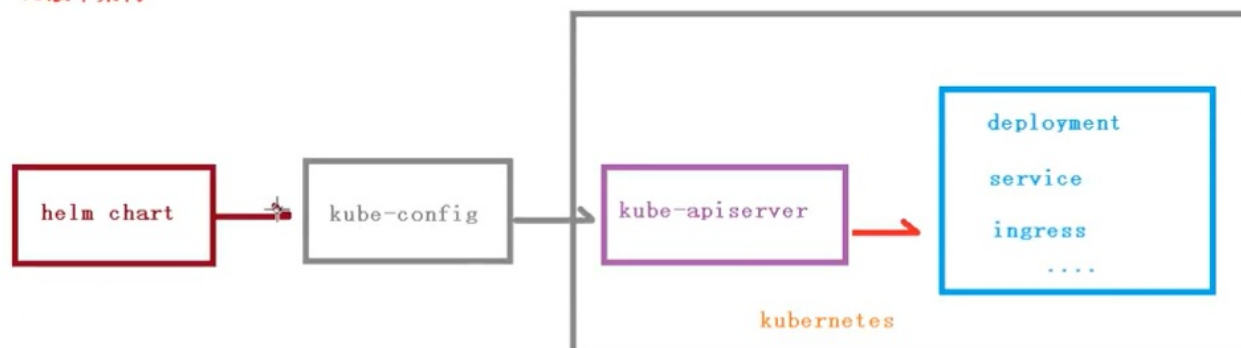 helm chart
kube-config
kube-apiserver
deployment
service
ingress
....
kubernetes